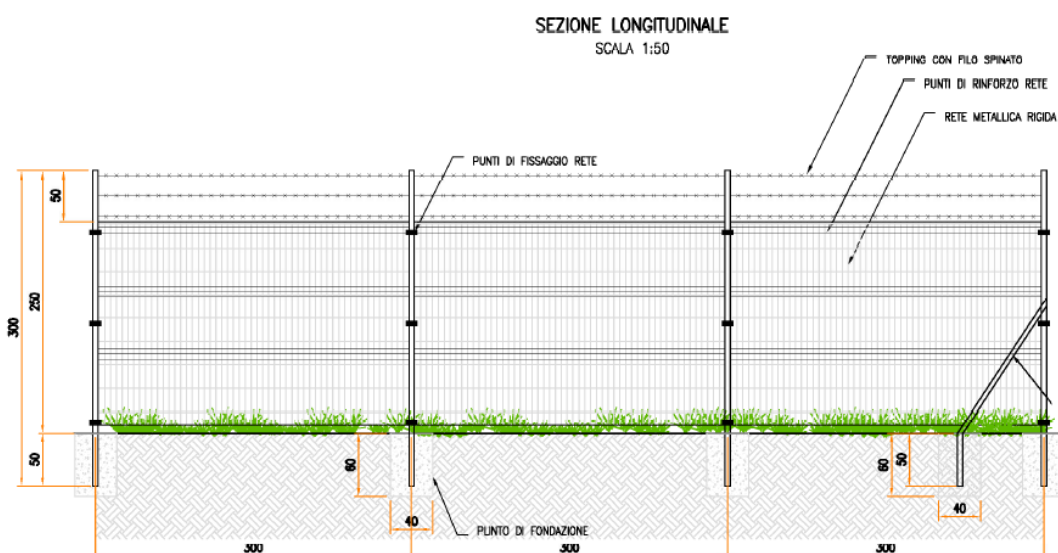 SEZIONE LONGITUDINALE
SCALA 1:50
TOPPING CON FILO SPINATO
PUNTI DI RINFORZO RETE
RETE METALLICA RIGIDA
PUNTI DI FISSAGGIO RETE
50
250
300
50
60
40
PUNTO DI FONDAZIONE
60
50
40
300
300
300